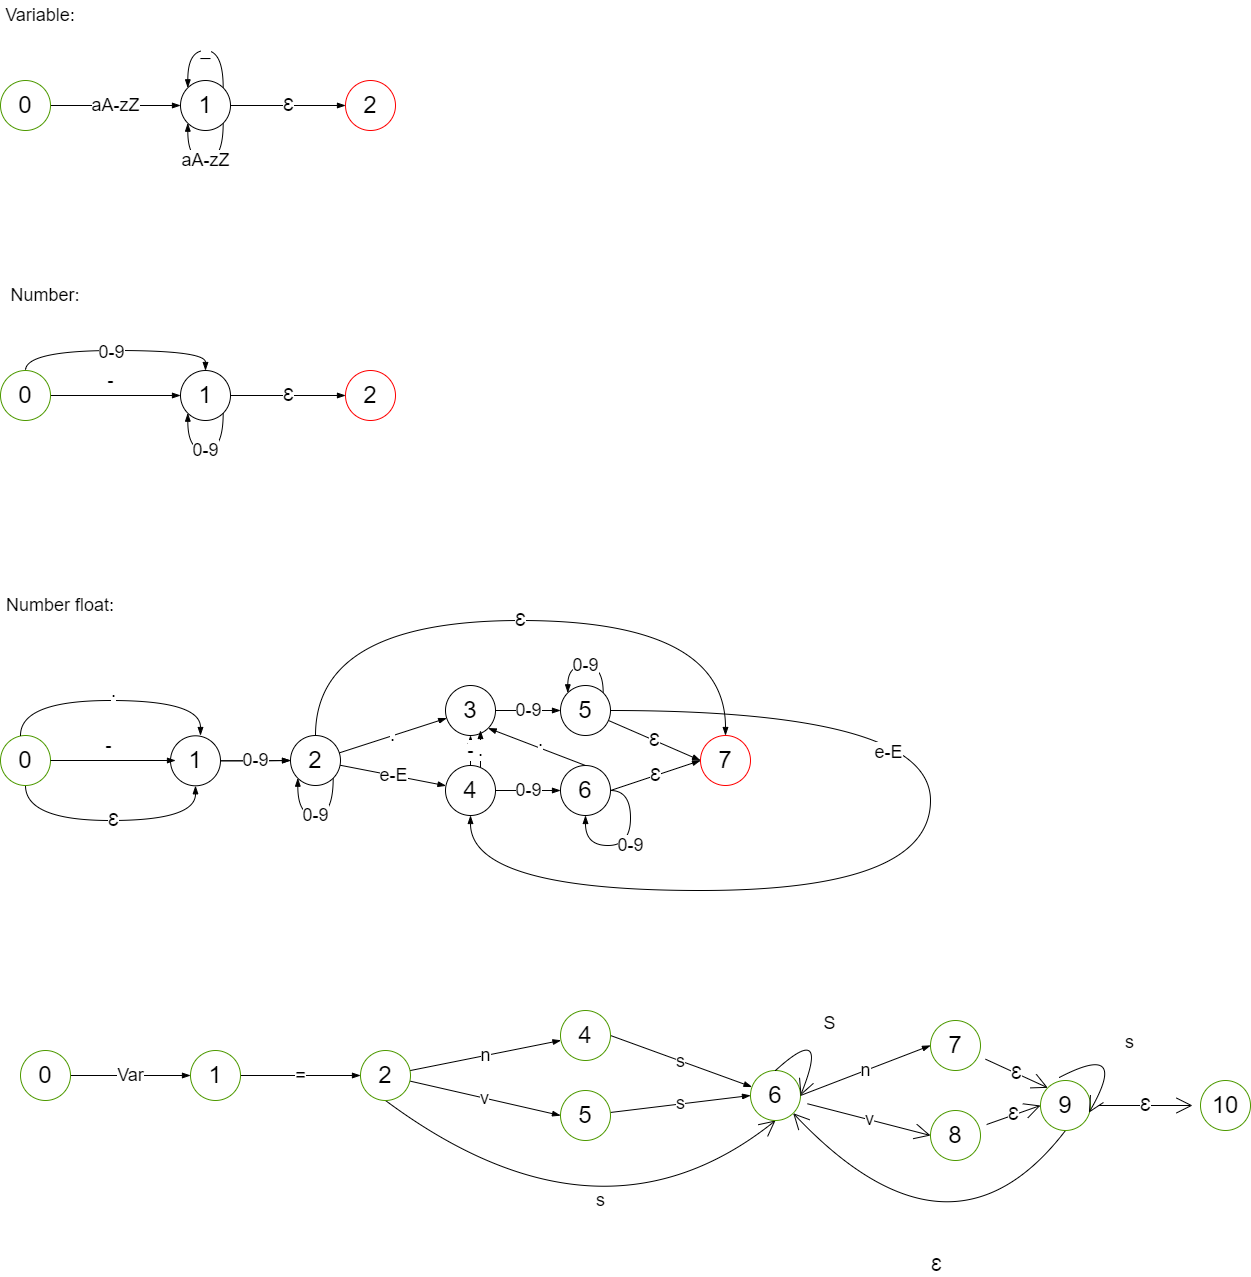 Variable:
_
0 aA-zZ 1 ε 2
aA-zZ
Number:
0-9
-
0 1 ε 2
0-9
Number float:
ε
0-9
.
3 0-9 5
.
- ε e-E
0 1 0-9 2 - . . 7
e-E ε
4 0-9 6
0-9
ε
0-9
S
4 s
7
n s
ε
n
0 Var 1 = 2 s 6 9 ε 10
v
v ε
5 8
s
ε